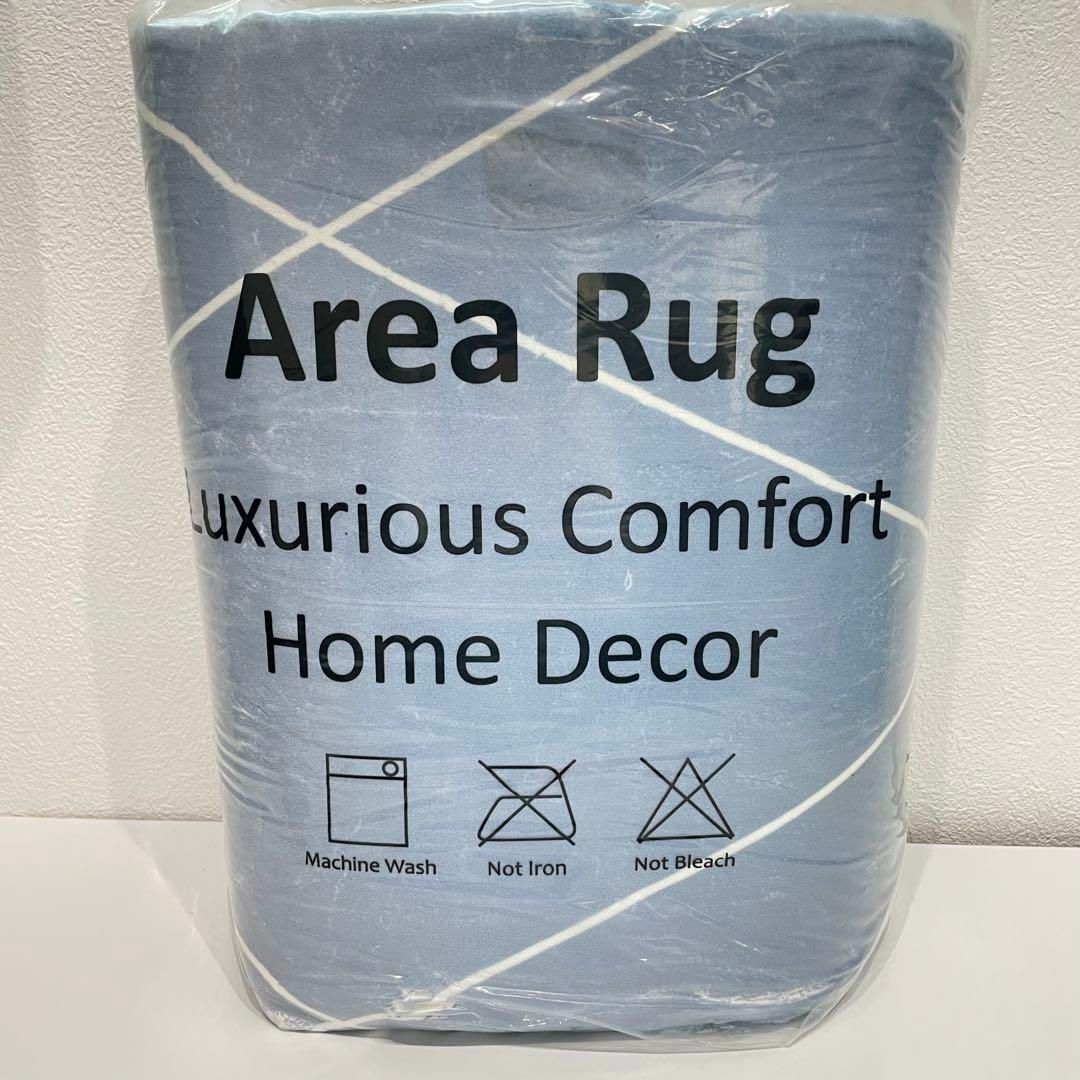 Area Rug
Luxurious Comfort
Home Decor
Machine Wash
Not Iron
Not Bleach